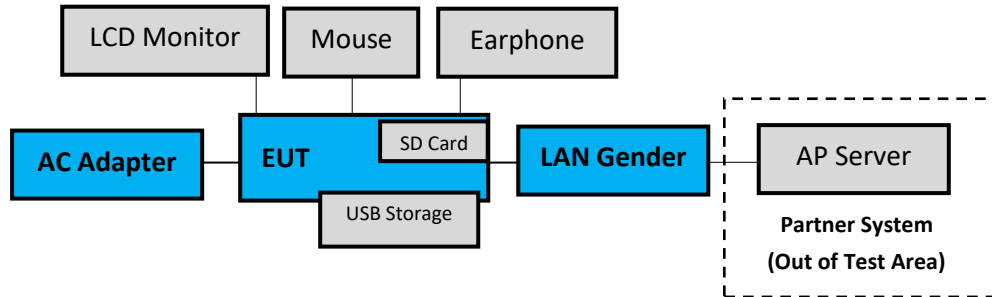 LCD Monitor
Mouse
Earphone
AC Adapter
EUT
SD Card
LAN Gender
AP Server
USB Storage
Partner System
(Out of Test Area)